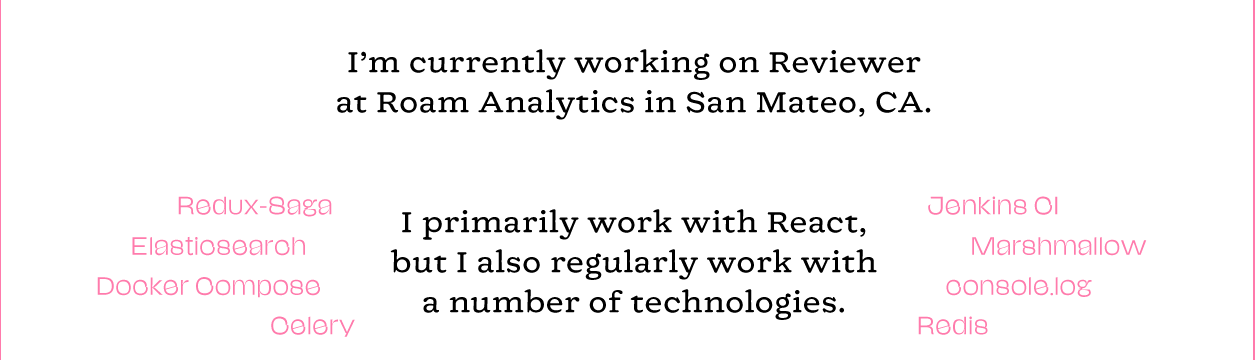 I’m currently working on Reviewer
at Roam Analytics in San Mateo, CA.
Redux-Saga
Elasticsearch
Docker Compose
Celery
I primarily work with React,
but I also regularly work with
a number of technologies.
Jenkins CI
Marshmallow
console.log
Redis